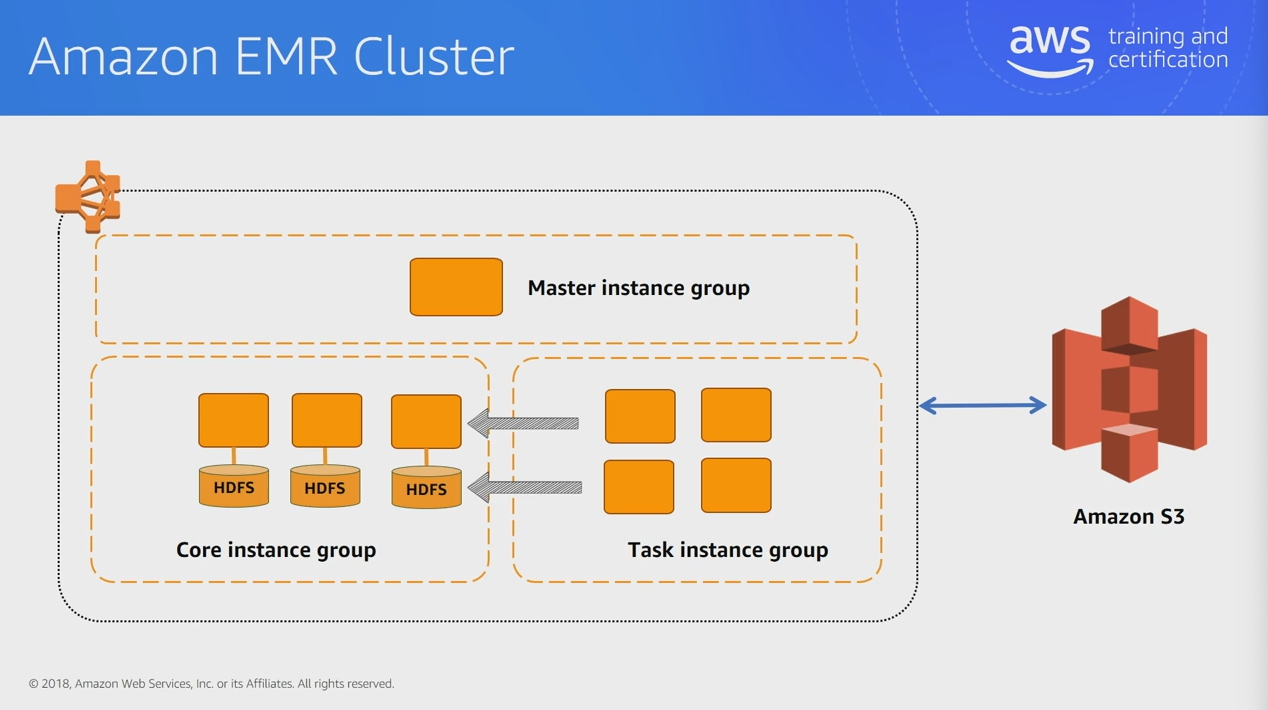 Amazon EMR Cluster
aws
training and
certification
Master instance group
HDFS
HDFS
HDFS
Core instance group
Task instance group
Amazon S3
© 2018, Amazon Web Services, Inc. or its Affiliates. All rights reserved.